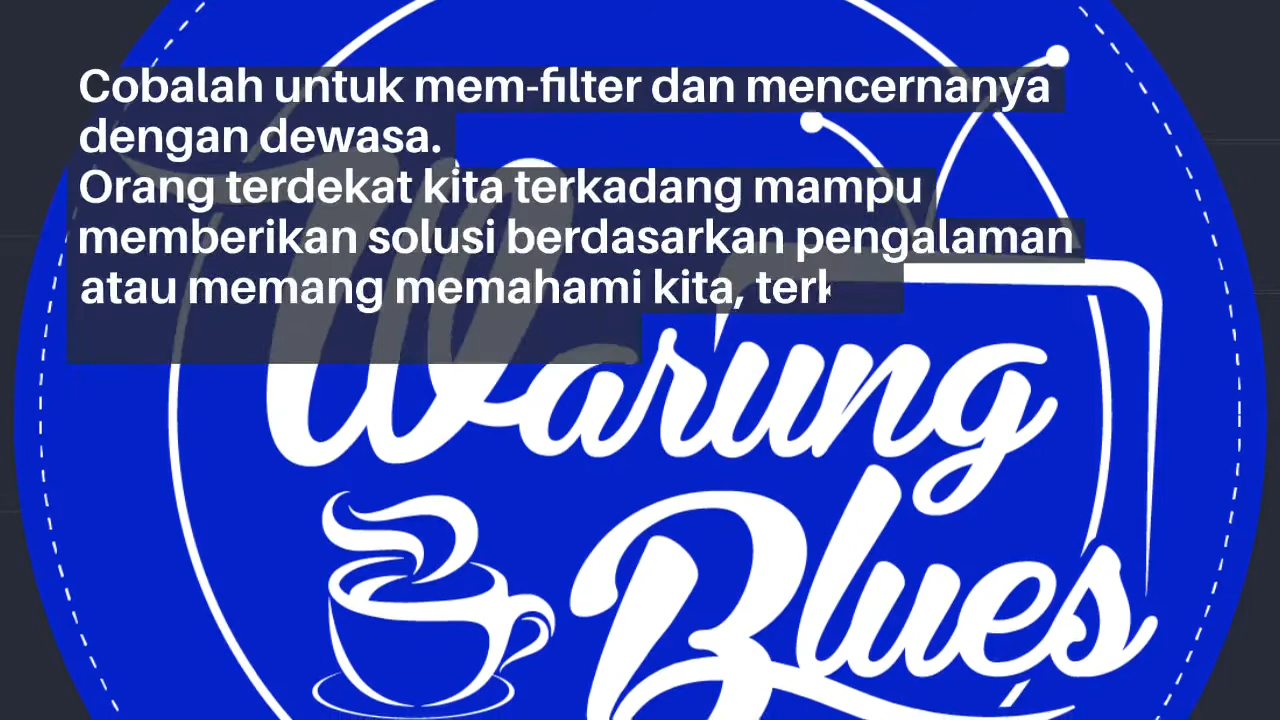 Cobalah untuk mem-filter dan mencernanya
dengan dewasa.
Orang terdekat kita terkadang mampu
memberikan solusi berdasarkan pengalaman
atau memang memahami kita,
Warung
Blues